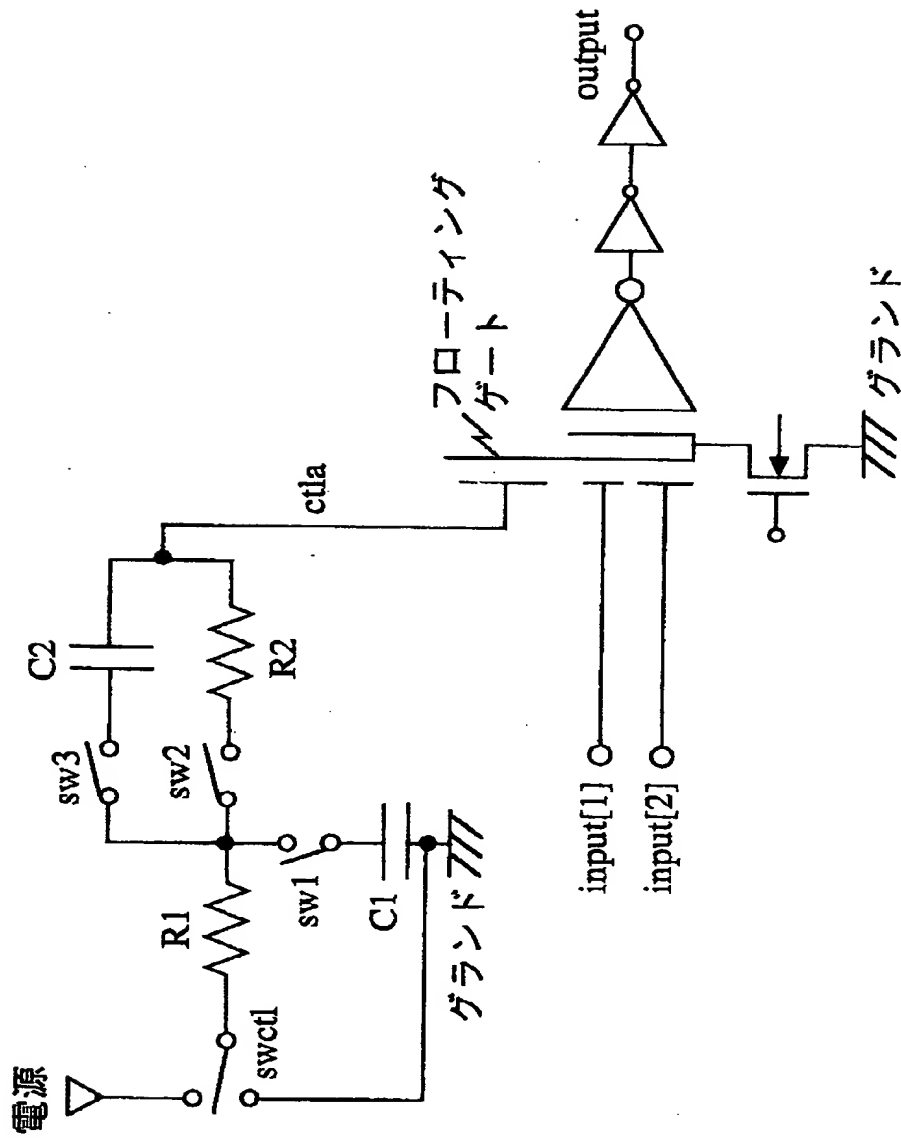 電源
swctl
R1
sw1
C1
グランド
sw3
sw2
C2
R2
ctla
フローティング
ゲート
input[1]
input[2]
output
グランド